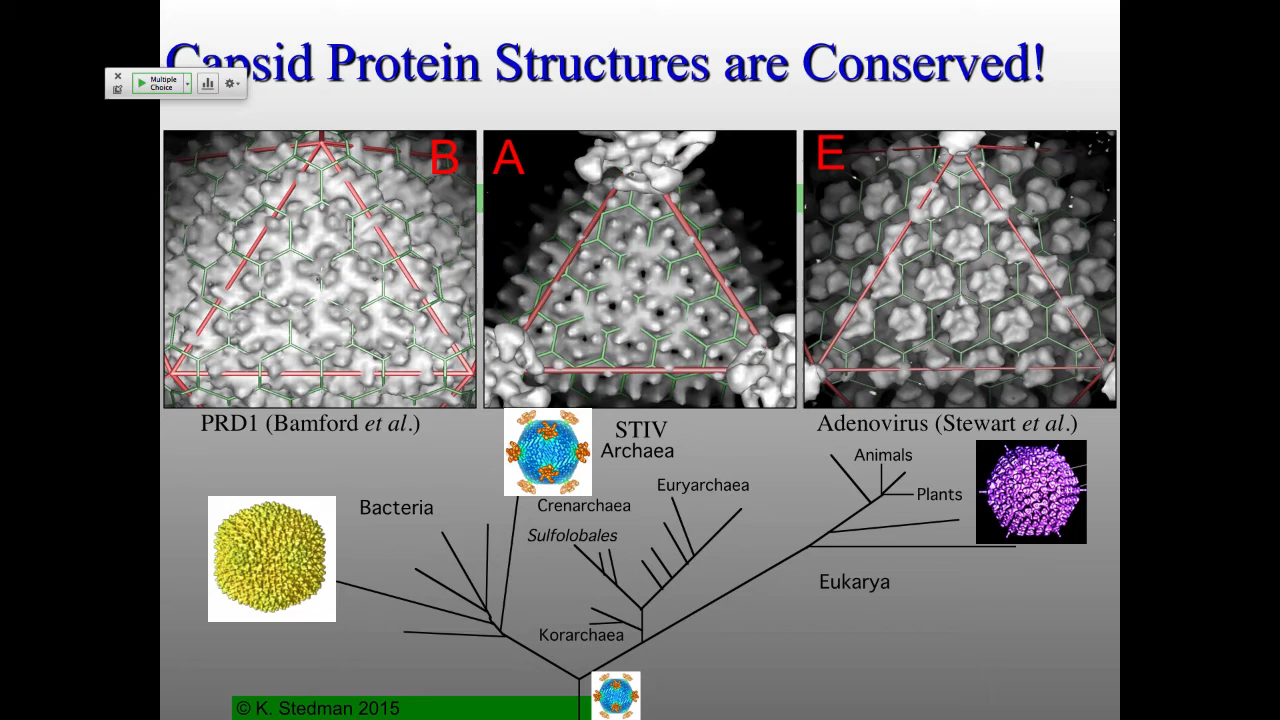 Capsid Protein Structures are Conserved!
Multiple
Choice
B
A
E
PRD1 (Bamford et al.)
STIV
Adenovirus (Stewart et al.)
Archaea
Animals
Euryarchaea
Plants
Bacteria
Crenarchaea
Sulfolobales
Eukarya
Korarchaea
© K. Stedman 2015